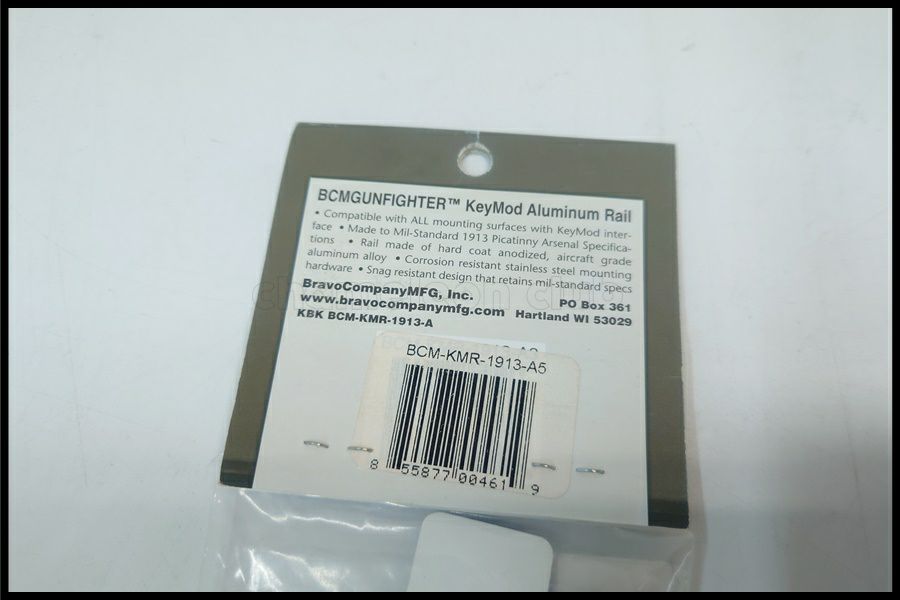 BCMGUNFIGHTER™ KeyMod Aluminum Rail
• Compatible with ALL mounting surfaces with KeyMod inter-
face • Made to Mil-Standard 1913 Picatinny Arsenal Specifica-
tions • Rail made of hard coat anodized, aircraft grade
aluminum alloy • Corrosion resistant stainless steel mounting
hardware • Snag resistant design that retains mil-standard specs
BravoCompanyMFG, Inc. PO Box 361
www.bravocompanymfg.com Hartland WI 53029
KBK BCM-KMR-1913-A
BCM-KMR-1913-A5
8 55877 00461 9